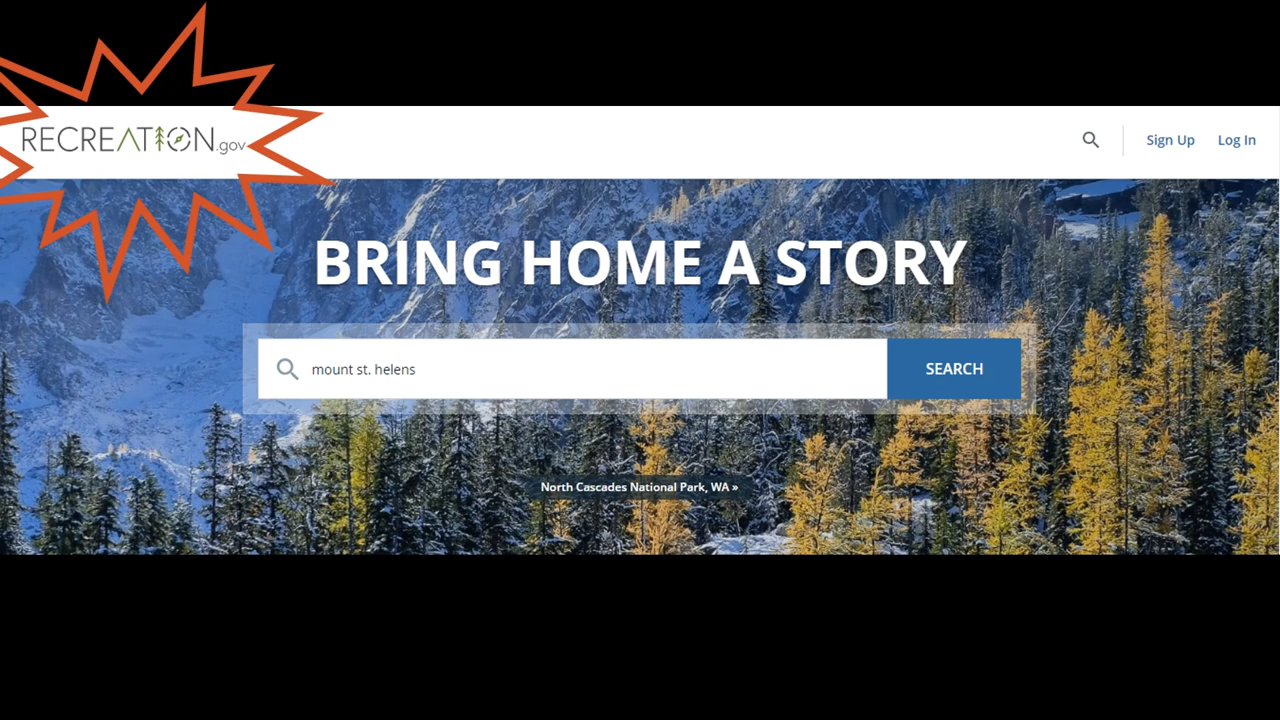 RECREATION.gov
Sign Up
Log In
BRING HOME A STORY
mount st. helens
SEARCH
North Cascades National Park, WA »